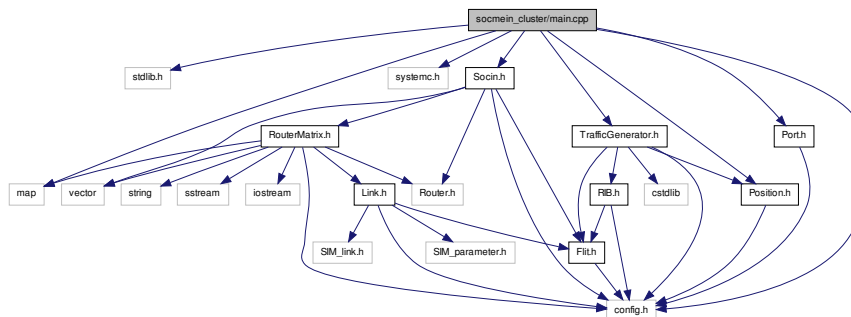 socmein_cluster/main.cpp
stdlib.h
systemc.h
Socin.h
RouterMatrix.h
TrafficGenerator.h
Port.h
map
vector
string
sstream
iostream
Link.h
Router.h
RIB.h
cstdlib
Position.h
SIM_link.h
SIM_parameter.h
Flit.h
config.h